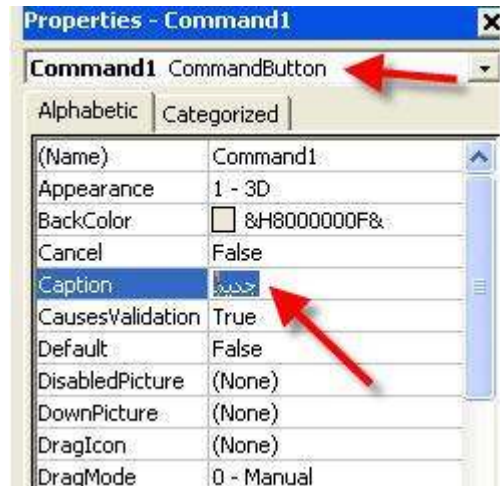 Properties - Command1
Command1 CommandButton
Alphabetic Categorized
(Name) Command1
Appearance 1 - 3D
BackColor &H8000000F&
Cancel False
Caption جديد
CausesValidation True
Default False
DisabledPicture (None)
DownPicture (None)
DragIcon (None)
DragMode 0 - Manual